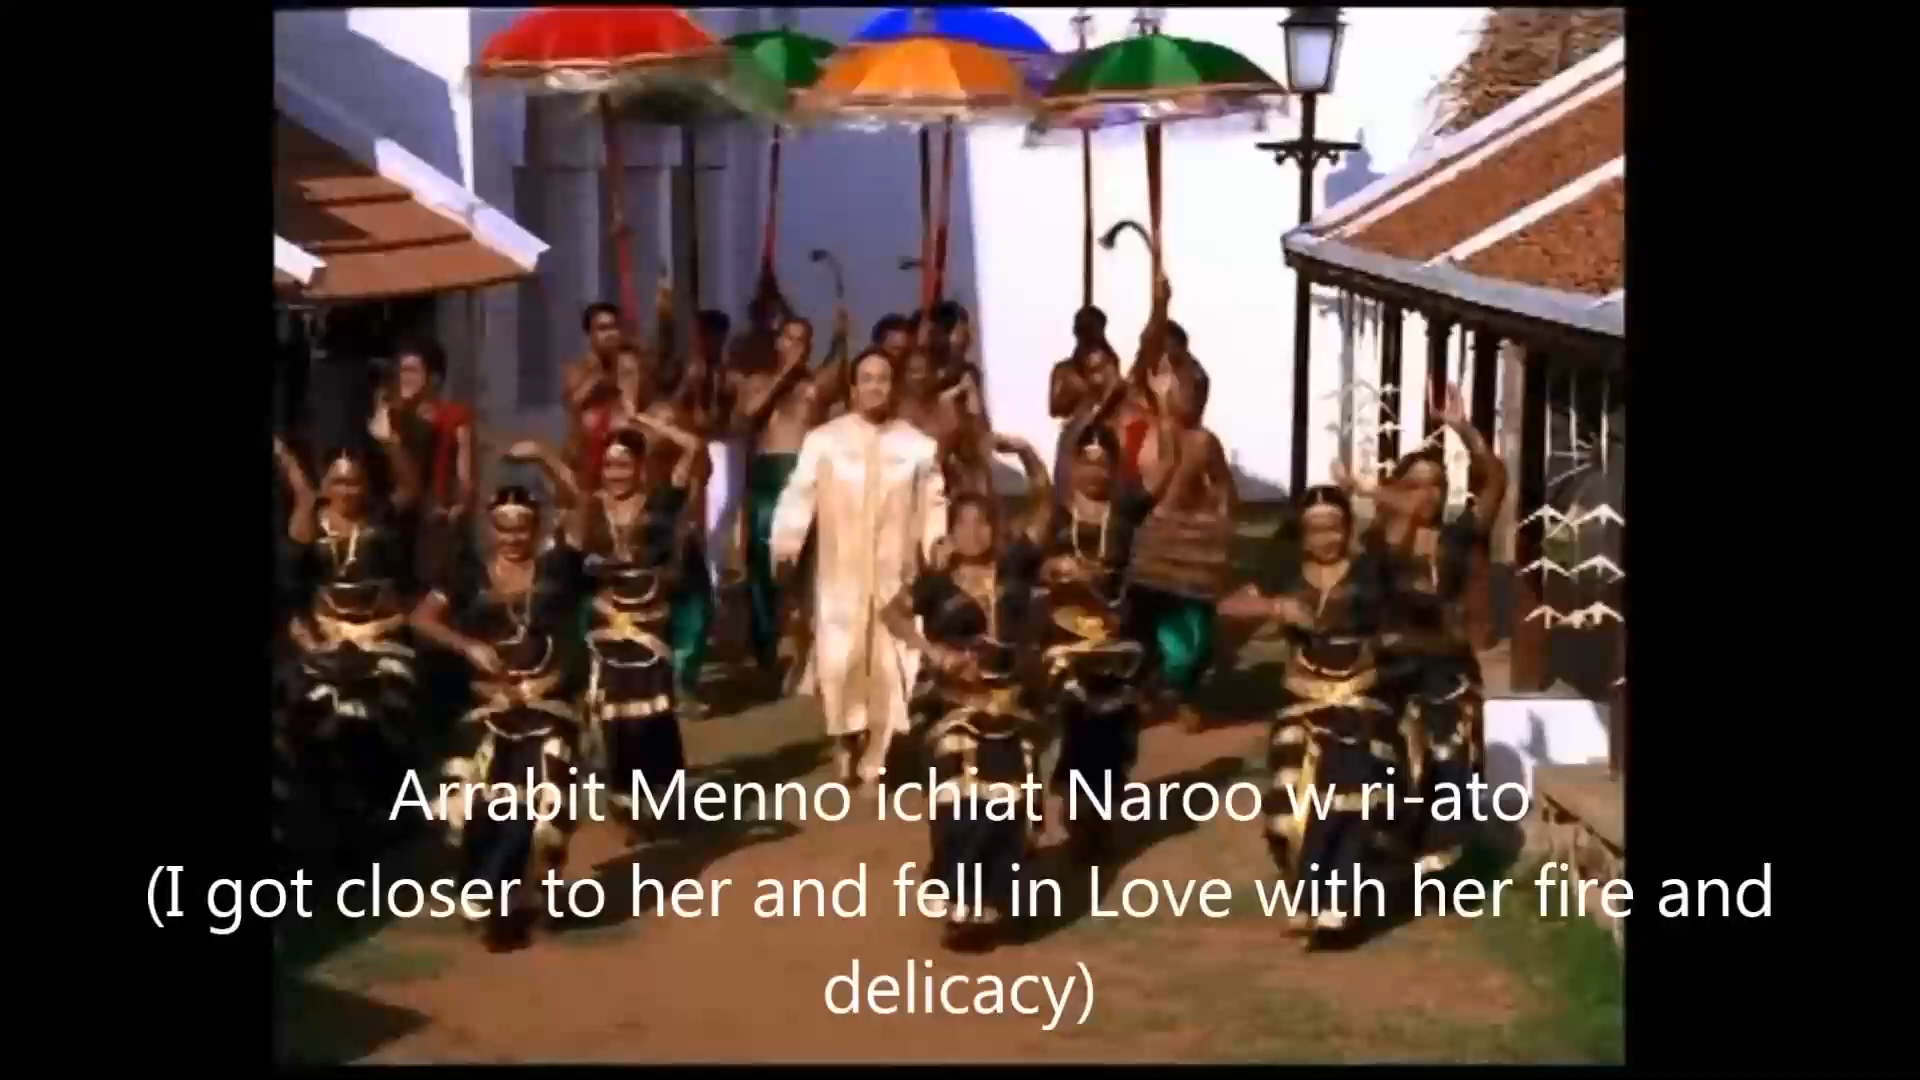 Arrabit Menno ichiat Naroo w ri-ato
(I got closer to her and fell in Love with her fire and
delicacy)